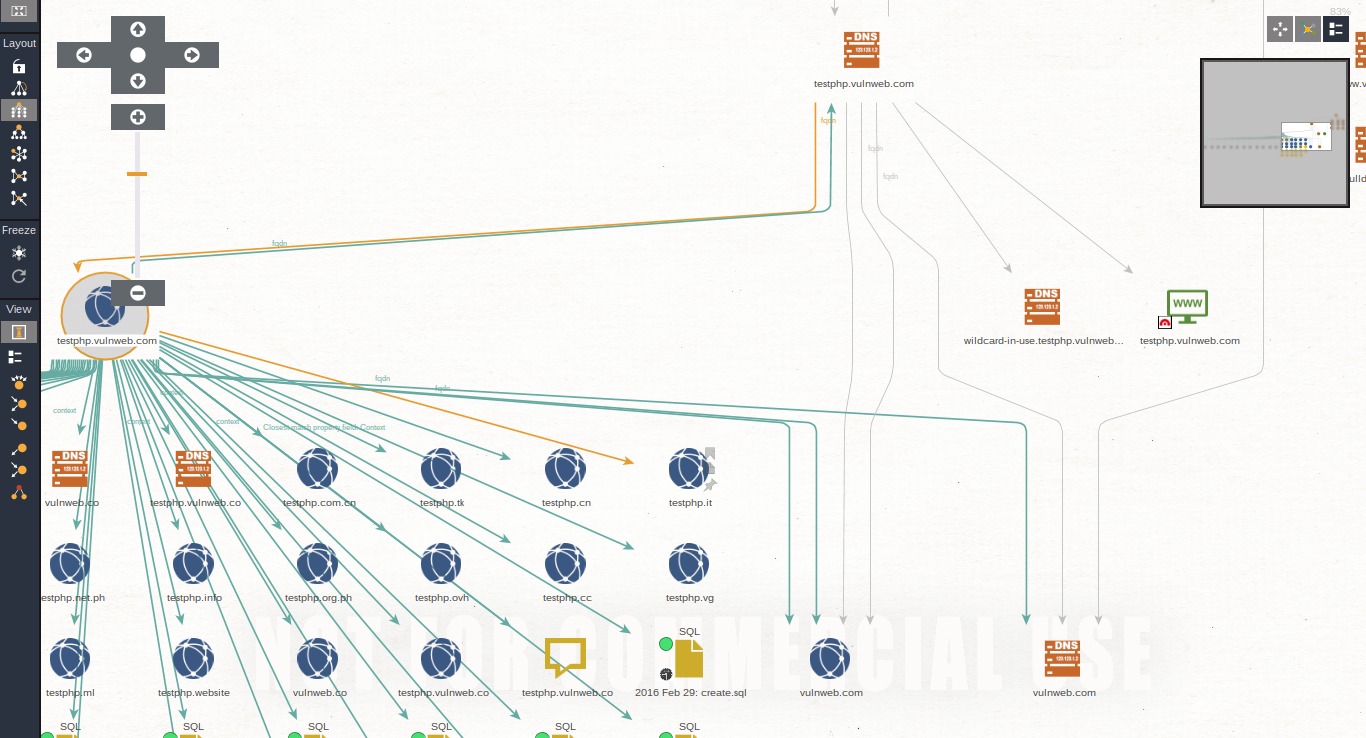 83%
Layout
DNS
testphp.vulnweb.com
fqdn
fqdn
fqdn
Freeze
fqdn
View
testphp.vulnweb.com
DNS
WWW
wildcard-in-use.testphp.vulnweb...
testphp.vulnweb.com
fqdn
fqdn
context
context
context
context
Closest match property field: Context
DNS
DNS
vulnweb.co
testphp.vulnweb.co
testphp.com.cn
testphp.tk
testphp.cn
testphp.it
estphp.net.ph
testphp.info
testphp.org.ph
testphp.ovh
testphp.cc
testphp.vg
NOT FOR COMMERCIAL USE
SQL
DNS
testphp.ml
testphp.website
vulnweb.co
testphp.vulnweb.co
testphp.vulnweb.co
2016 Feb 29: create.sql
vulnweb.com
vulnweb.com
SQL
SQL
SQL
SQL
SQL
SQL